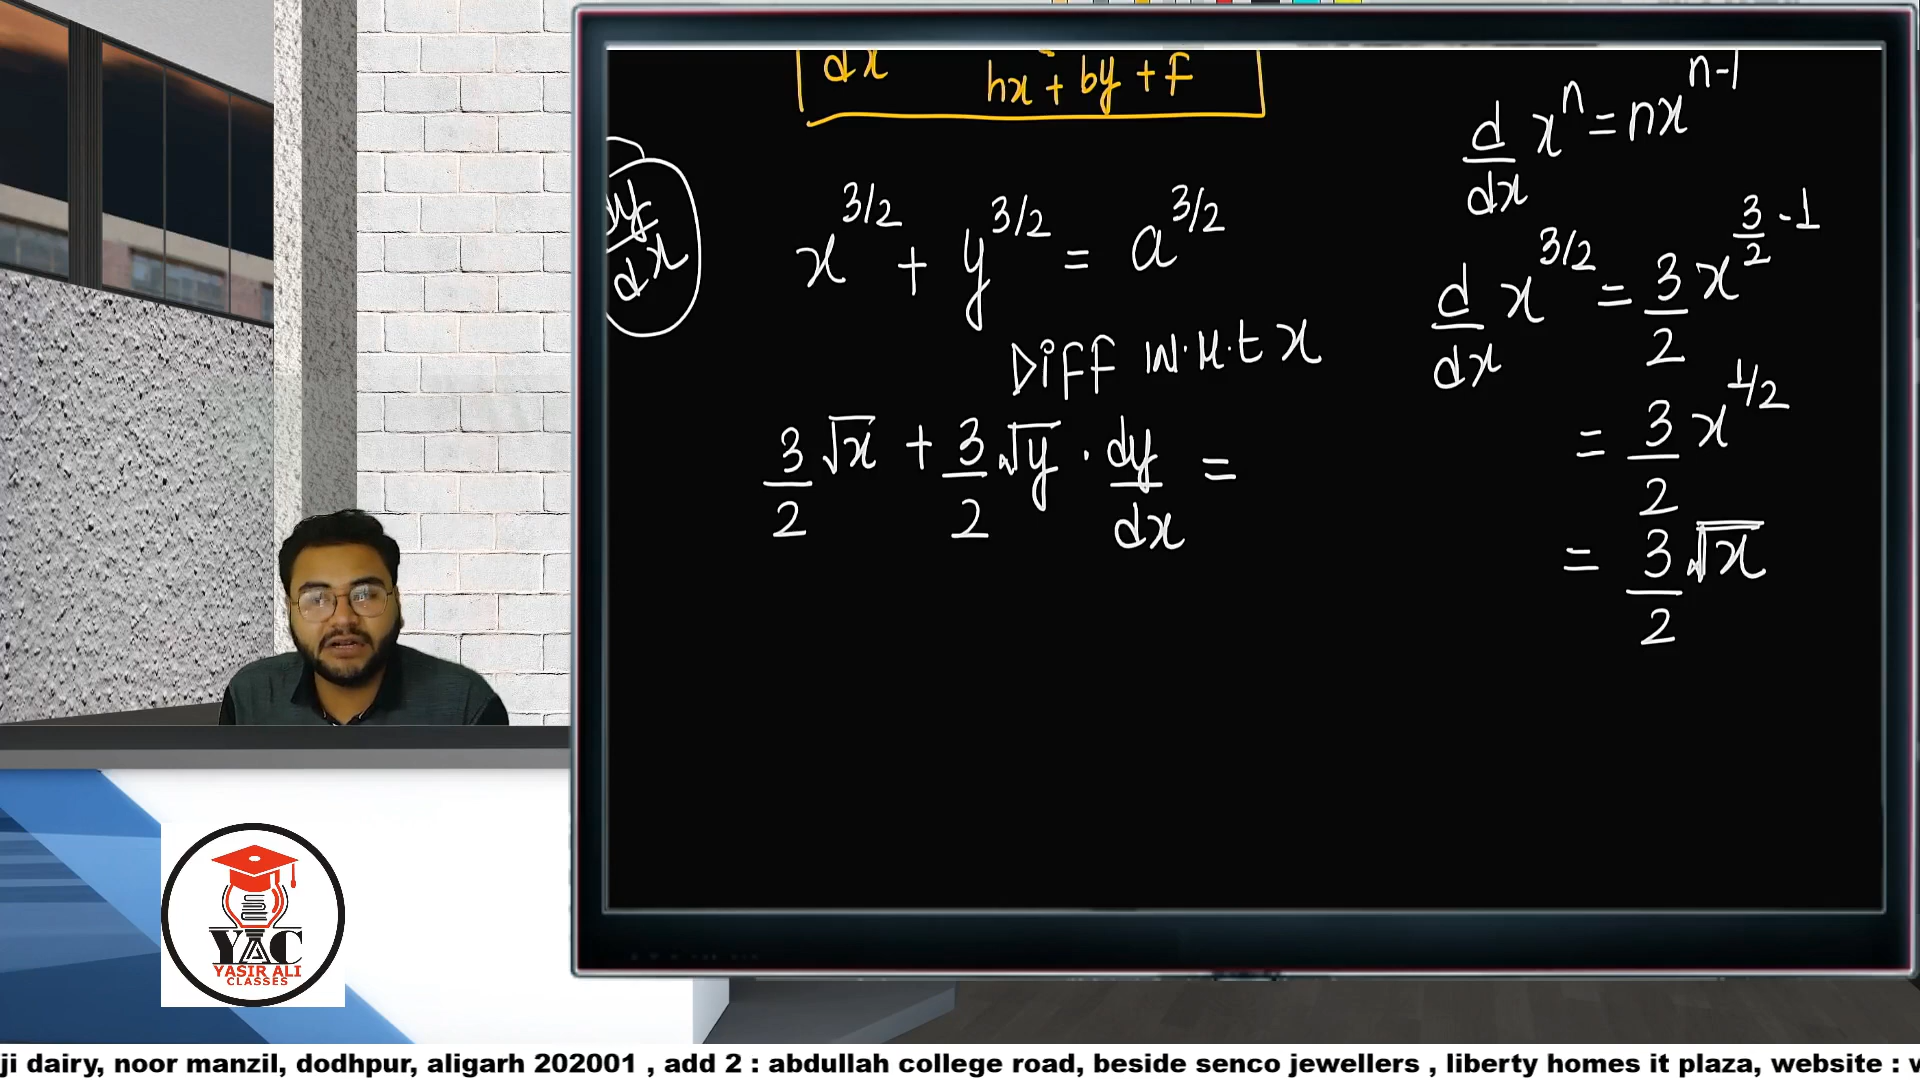 dx hx + by + f
dy/dx
x^{3/2} + y^{3/2} = a^{3/2}
Diff w.r.t x
3/2 √x + 3/2 √y · dy/dx =
d/dx x^n = nx^{n-1}
d/dx x^{3/2} = 3/2 x^{3/2 - 1}
= 3/2 x^{1/2}
= 3/2 √x
YAC
YASIR ALI
CLASSES
ji dairy, noor manzil, dodhpur, aligarh 202001 , add 2 : abdullah college road, beside senco jewellers , liberty homes it plaza, website :